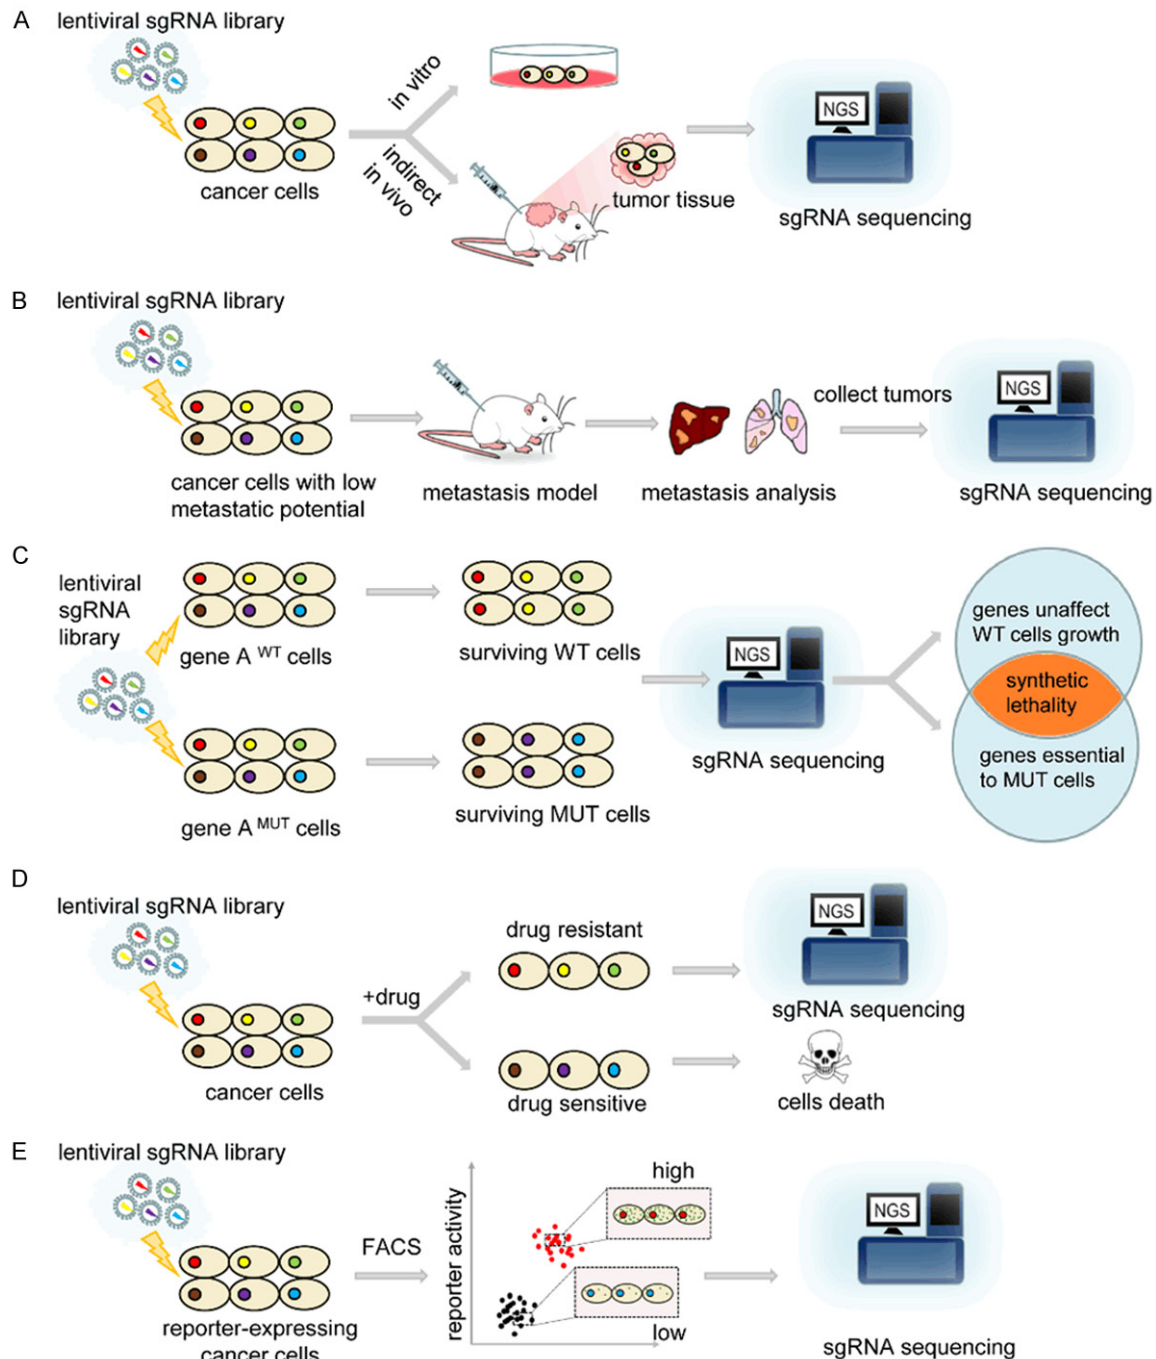 A
lentiviral sgRNA library
cancer cells
in vitro
indirect
in vivo
tumor tissue
NGS
sgRNA sequencing
B
lentiviral sgRNA library
cancer cells with low
metastatic potential
metastasis model
metastasis analysis
collect tumors
NGS
sgRNA sequencing
C
lentiviral
sgRNA
library
gene A WT cells
surviving WT cells
gene A MUT cells
surviving MUT cells
NGS
sgRNA sequencing
genes unaffect
WT cells growth
synthetic
lethality
genes essential
to MUT cells
D
lentiviral sgRNA library
cancer cells
+drug
drug resistant
drug sensitive
NGS
sgRNA sequencing
cells death
E
lentiviral sgRNA library
reporter-expressing
cancer cells
FACS
reporter activity
high
low
NGS
sgRNA sequencing